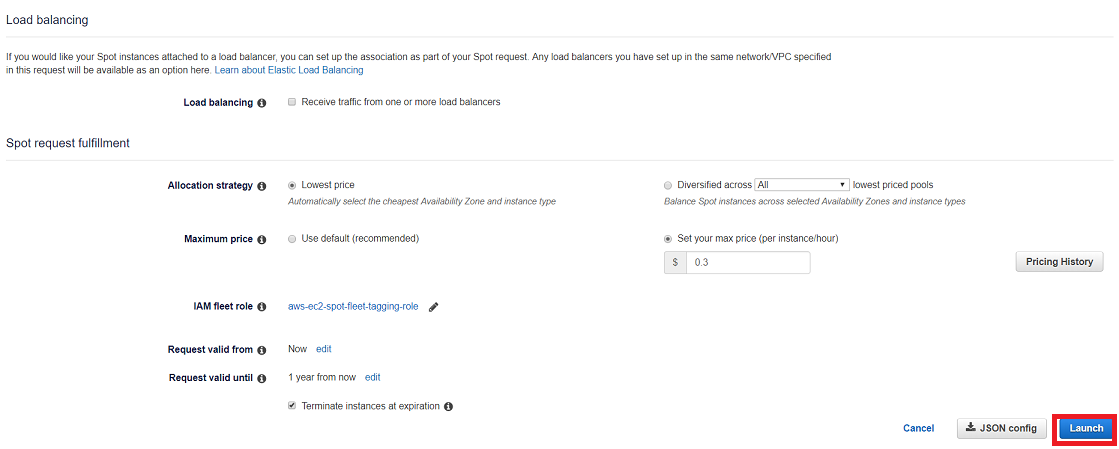 Load balancing
If you would like your Spot instances attached to a load balancer, you can set up the association as part of your Spot request. Any load balancers you have set up in the same network/VPC specified
in this request will be available as an option here. Learn about Elastic Load Balancing
Load balancing Receive traffic from one or more load balancers
Spot request fulfillment
Allocation strategy Lowest price Diversified across All lowest priced pools
Automatically select the cheapest Availability Zone and instance type Balance Spot instances across selected Availability Zones and instance types
Maximum price Use default (recommended) Set your max price (per instance/hour)
$ 0.3 Pricing History
IAM fleet role aws-ec2-spot-fleet-tagging-role
Request valid from Now edit
Request valid until 1 year from now edit
Terminate instances at expiration
Cancel JSON config Launch